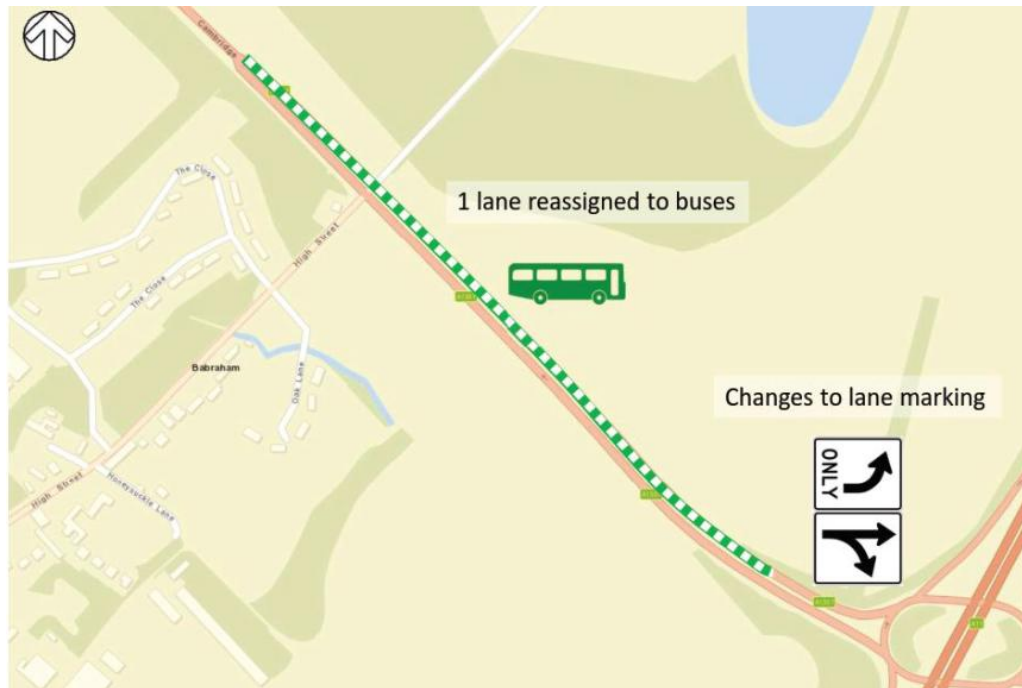 Cambridge
The Close
1 lane reassigned to buses
High Street
The Close
Babraham
Oak Lane
Changes to lane marking
ONLY
High Street
Honeysuckle Lane
A11